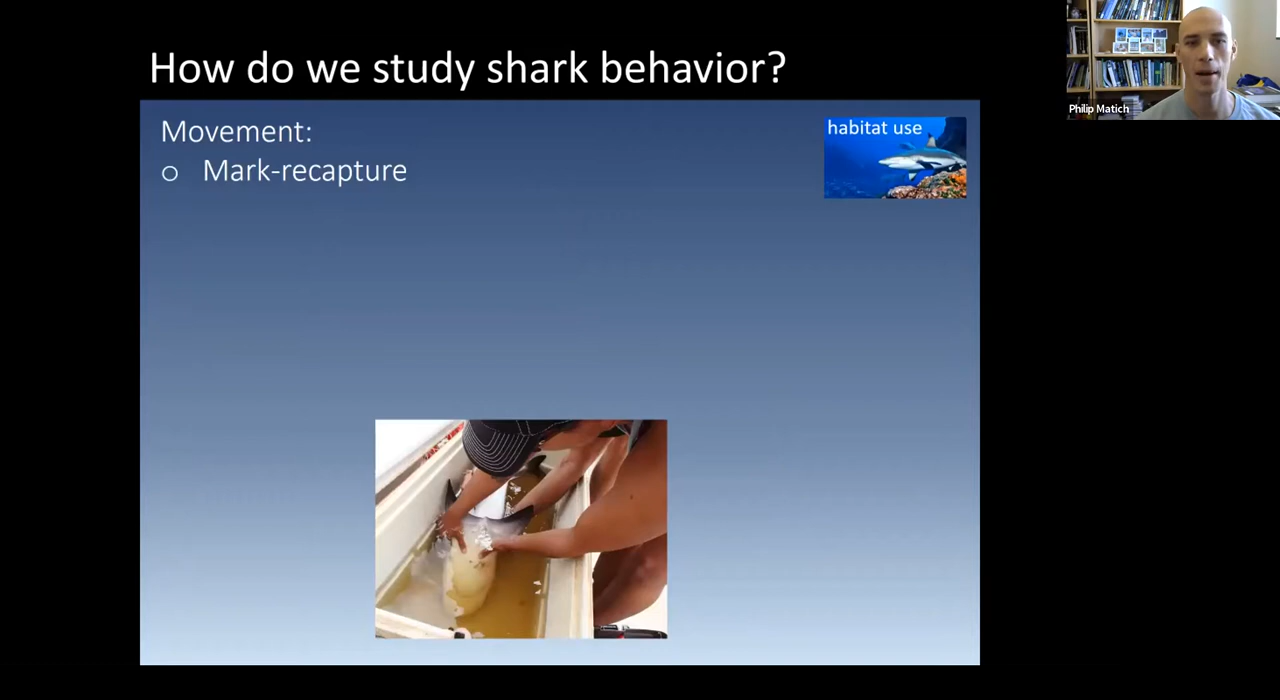 How do we study shark behavior?
Movement:
o Mark-recapture
habitat use
Philip Matich